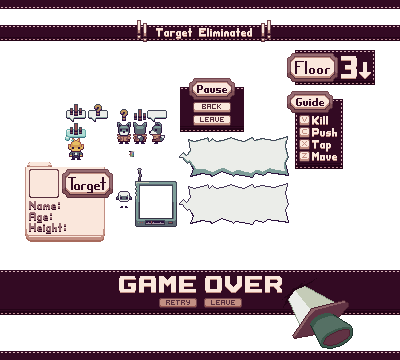 !! Target Eliminated !!
Floor 3↓
Pause
BACK
LEAVE
Guide
V Kill
C Push
X Tap
Z Move
Target
Name:
Age:
Height:
GAME OVER
RETRY LEAVE